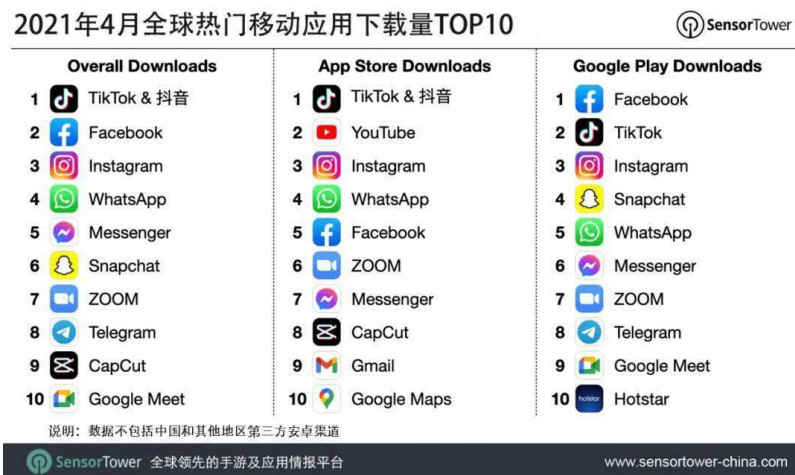 2021年4月全球热门移动应用下载量TOP10
SensorTower
Overall Downloads
1 TikTok & 抖音
2 Facebook
3 Instagram
4 WhatsApp
5 Messenger
6 Snapchat
7 ZOOM
8 Telegram
9 CapCut
10 Google Meet
App Store Downloads
1 TikTok & 抖音
2 YouTube
3 Instagram
4 WhatsApp
5 Facebook
6 ZOOM
7 Messenger
8 CapCut
9 Gmail
10 Google Maps
Google Play Downloads
1 Facebook
2 TikTok
3 Instagram
4 Snapchat
5 WhatsApp
6 Messenger
7 ZOOM
8 Telegram
9 Google Meet
10 hotstar Hotstar
说明：数据不包括中国和其他地区第三方安卓渠道
SensorTower 全球领先的手游及应用情报平台
www.sensortower-china.com